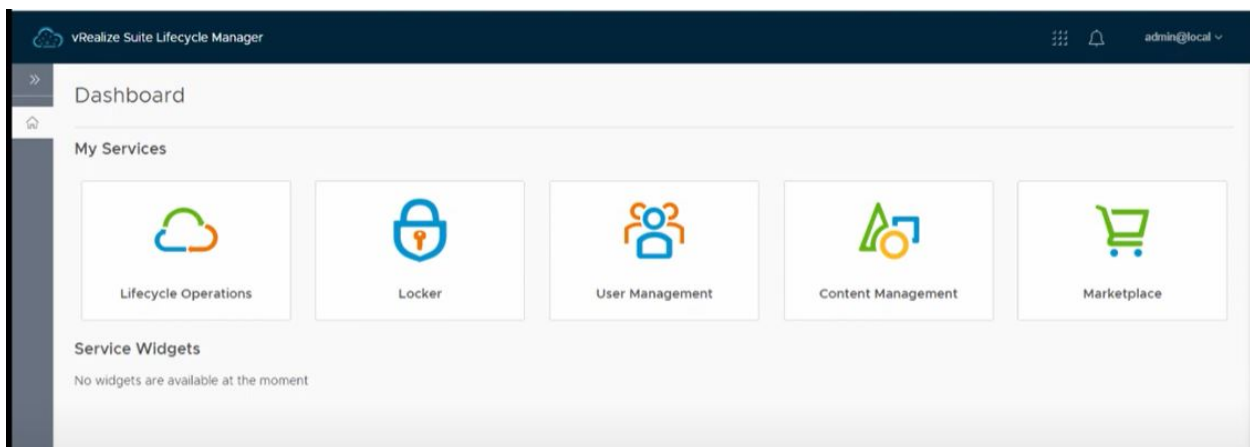 vRealize Suite Lifecycle Manager
admin@local
Dashboard
My Services
Lifecycle Operations
Locker
User Management
Content Management
Marketplace
Service Widgets
No widgets are available at the moment